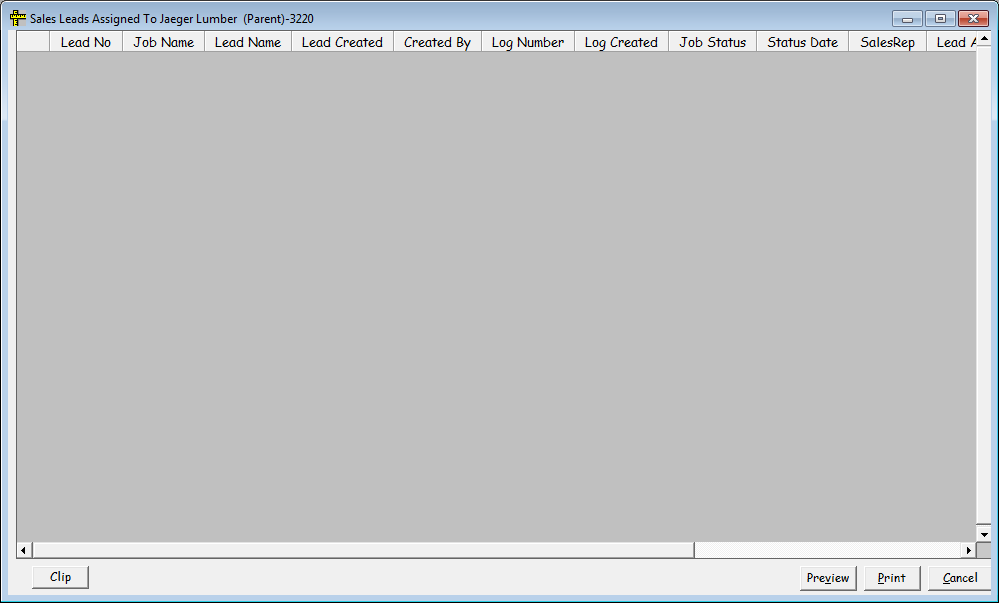 Sales Leads Assigned To Jaeger Lumber (Parent)-3220
Lead No Job Name Lead Name Lead Created Created By Log Number Log Created Job Status Status Date SalesRep Lead
Clip Preview Print Cancel